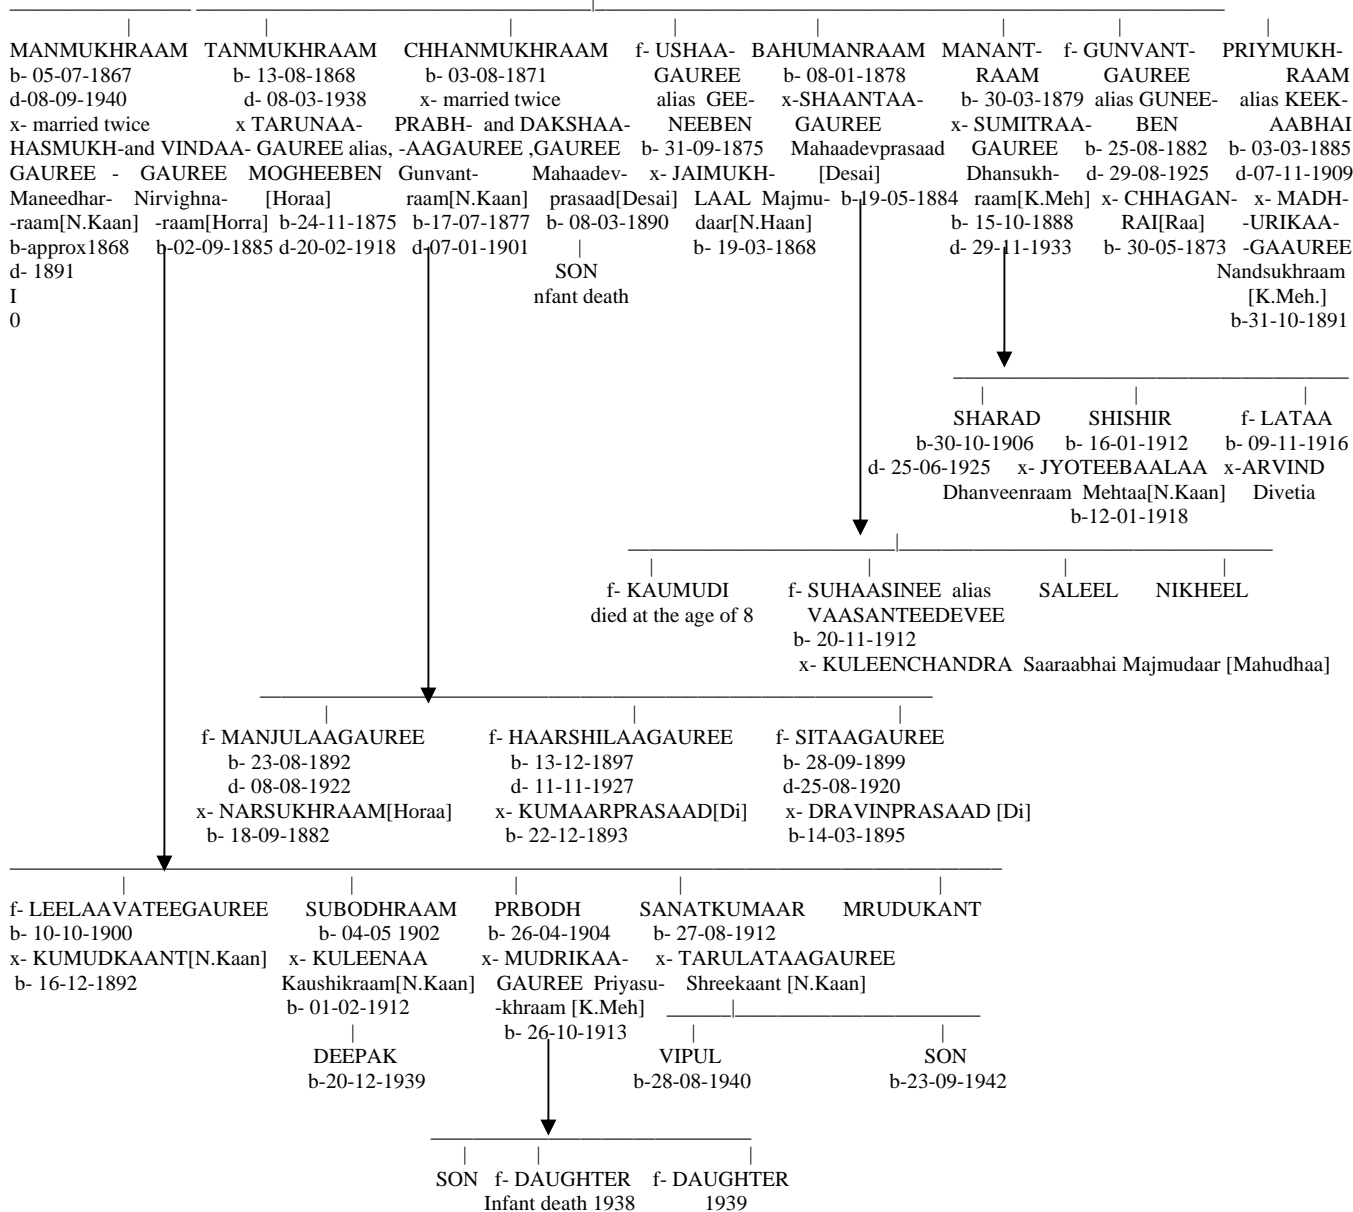 MANMUKHRAAM TANMUKHRAAM CHHANMUKHRAAM f- USHAA- BAHUMANRAAM MANANT- f- GUNVANT- PRIYMUKH-
b- 05-07-1867 b- 13-08-1868 b- 03-08-1871 GAUREE b- 08-01-1878 RAAM GAUREE RAAM
d-08-09-1940 d- 08-03-1938 x- married twice alias GEE- x-SHAANTAA- b- 30-03-1879 alias GUNEE- alias KEEK-
x- married twice x TARUNAA- PRABH- and DAKSHAA- NEEBEN GAUREE x- SUMITRAA- BEN AABHAI
HASMUKH-and VINDAA- GAUREE alias, -AAGAUREE ,GAUREE b- 31-09-1875 Mahaadevprasaad GAUREE b- 25-08-1882 b- 03-03-1885
GAUREE - GAUREE MOGHEEBEN Gunvant- Mahaadev- x- JAIMUKH- [Desai] Dhansukh- d- 29-08-1925 d-07-11-1909
Maneedhar- Nirvighna- [Horaa] raam[N.Kaan] prasaad[Desai] LAAL Majmu- b-19-05-1884 raam[K.Meh] x- CHHAGAN- x- MADH-
-raam[N.Kaan] -raam[Horra] b-24-11-1875 b-17-07-1877 b- 08-03-1890 daar[N.Haan] b- 15-10-1888 RAI[Raa] -URIKAA-
b-approx1868 b-02-09-1885 d-20-02-1918 d-07-01-1901 | b- 19-03-1868 d- 29-11-1933 b- 30-05-1873 -GAAUREE
d- 1891 SON Nandsukhraam
I nfant death [K.Meh.]
0 b-31-10-1891
SHARAD SHISHIR f- LATAA
b-30-10-1906 b- 16-01-1912 b- 09-11-1916
d- 25-06-1925 x- JYOTEEBAALAA x-ARVIND
Dhanveenraam Mehtaa[N.Kaan] Divetia
b-12-01-1918
f- KAUMUDI f- SUHAASINEE alias SALEEL NIKHEEL
died at the age of 8 VAASANTEEDEVEE
b- 20-11-1912
x- KULEENCHANDRA Saaraabhai Majmudaar [Mahudhaa]
f- MANJULAAGAUREE f- HAARSHILAAGAUREE f- SITAAGAUREE
b- 23-08-1892 b- 13-12-1897 b- 28-09-1899
d- 08-08-1922 d- 11-11-1927 d-25-08-1920
x- NARSUKHRAAM[Horaa] x- KUMAARPRASAAD[Di] x- DRAVINPRASAAD [Di]
b- 18-09-1882 b- 22-12-1893 b-14-03-1895
f- LEELAAVATEEGAUREE SUBODHRAAM PRBODH SANATKUMAAR MRUDUKANT
b- 10-10-1900 b- 04-05 1902 b- 26-04-1904 b- 27-08-1912
x- KUMUDKAANT[N.Kaan] x- KULEENAA x- MUDRIKAA- x- TARULATAAGAUREE
b- 16-12-1892 Kaushikraam[N.Kaan] GAUREE Priyasu- Shreekaant [N.Kaan]
b- 01-02-1912 -khraam [K.Meh]
b- 26-10-1913
DEEPAK VIPUL SON
b-20-12-1939 b-28-08-1940 b-23-09-1942
SON f- DAUGHTER f- DAUGHTER
Infant death 1938 1939